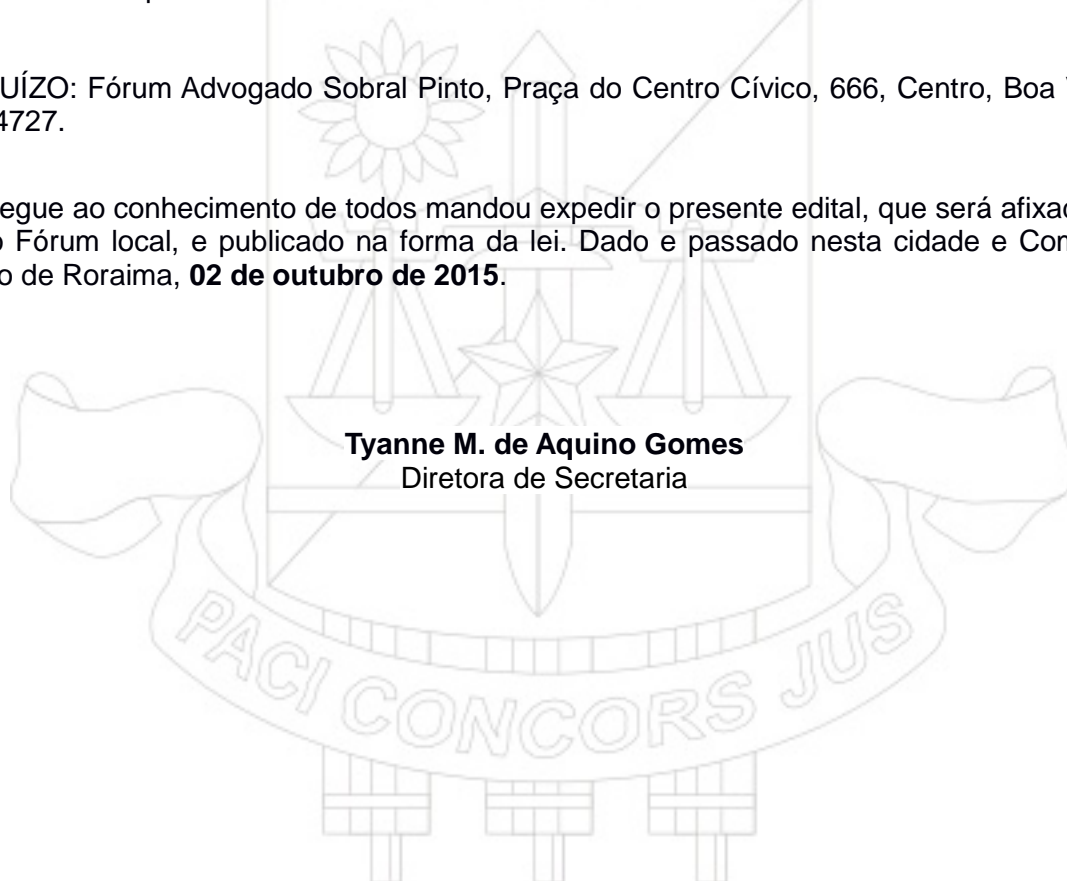 UÍZO: Fórum Advogado Sobral Pinto, Praça do Centro Cívico, 666, Centro, Boa
4727.
egue ao conhecimento de todos mandou expedir o presente edital, que será afixad
o Fórum local, e publicado na forma da lei. Dado e passado nesta cidade e Com
o de Roraima, 02 de outubro de 2015.
Tyanne M. de Aquino Gomes
Diretora de Secretaria
PACI CONCORS JUS